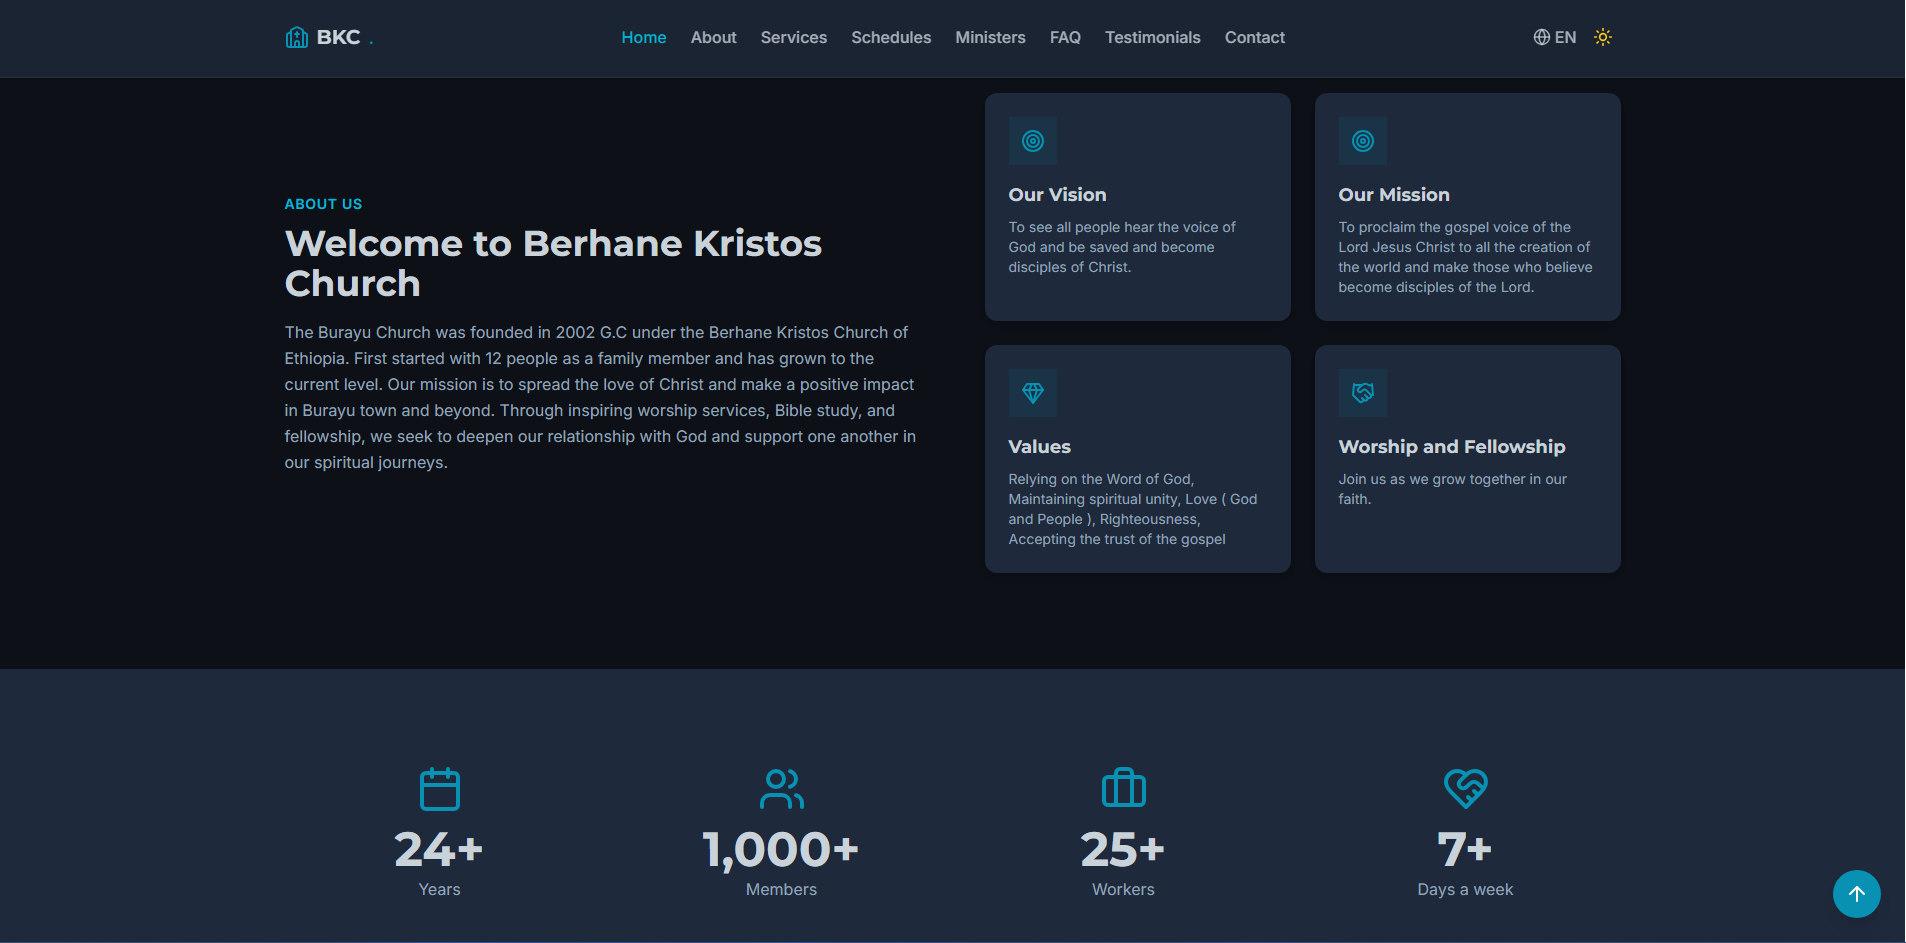 BKC .
Home About Services Schedules Ministers FAQ Testimonials Contact
EN
ABOUT US
Welcome to Berhane Kristos
Church
The Burayu Church was founded in 2002 G.C under the Berhane Kristos Church of
Ethiopia. First started with 12 people as a family member and has grown to the
current level. Our mission is to spread the love of Christ and make a positive impact
in Burayu town and beyond. Through inspiring worship services, Bible study, and
fellowship, we seek to deepen our relationship with God and support one another in
our spiritual journeys.
Our Vision
To see all people hear the voice of
God and be saved and become
disciples of Christ.
Our Mission
To proclaim the gospel voice of the
Lord Jesus Christ to all the creation of
the world and make those who believe
become disciples of the Lord.
Values
Relying on the Word of God,
Maintaining spiritual unity, Love ( God
and People ), Righteousness,
Accepting the trust of the gospel
Worship and Fellowship
Join us as we grow together in our
faith.
24+
Years
1,000+
Members
25+
Workers
7+
Days a week